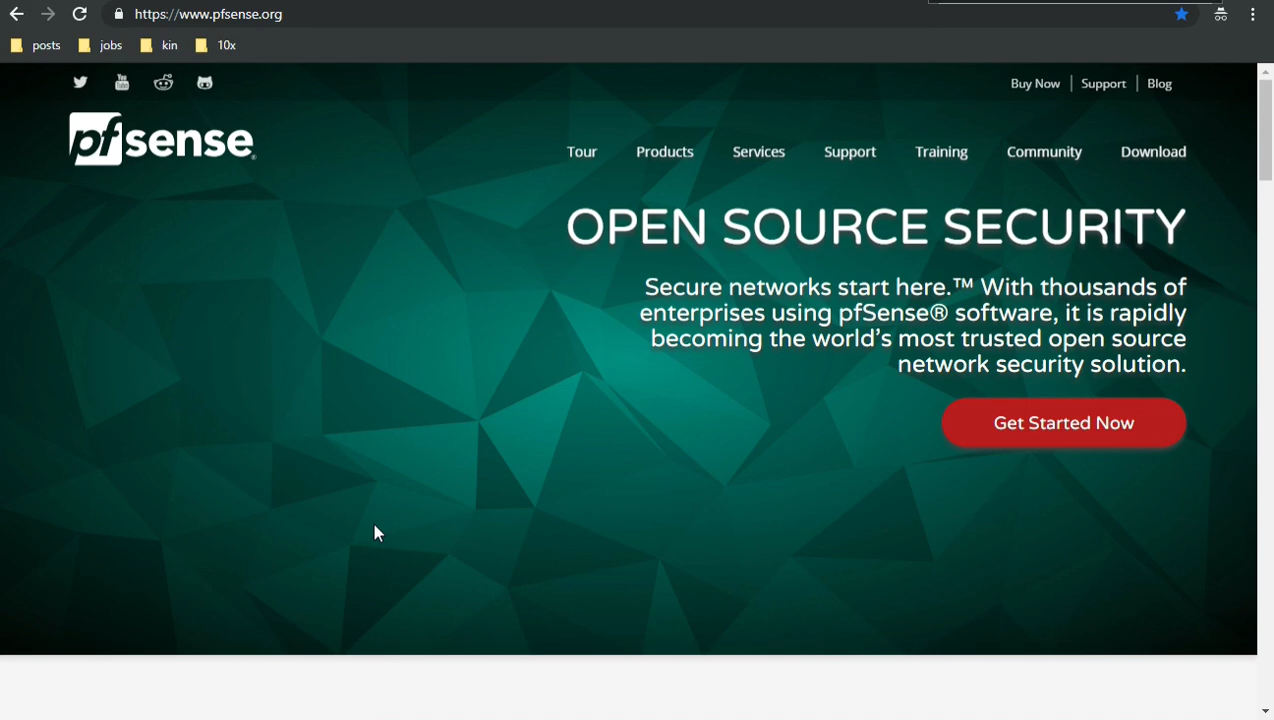 https://www.pfsense.org
posts jobs kin 10x
You Tube
Buy Now Support Blog
pfsense®
Tour Products Services Support Training Community Download
OPEN SOURCE SECURITY
Secure networks start here.™ With thousands of
enterprises using pfSense® software, it is rapidly
becoming the world’s most trusted open source
network security solution.
Get Started Now